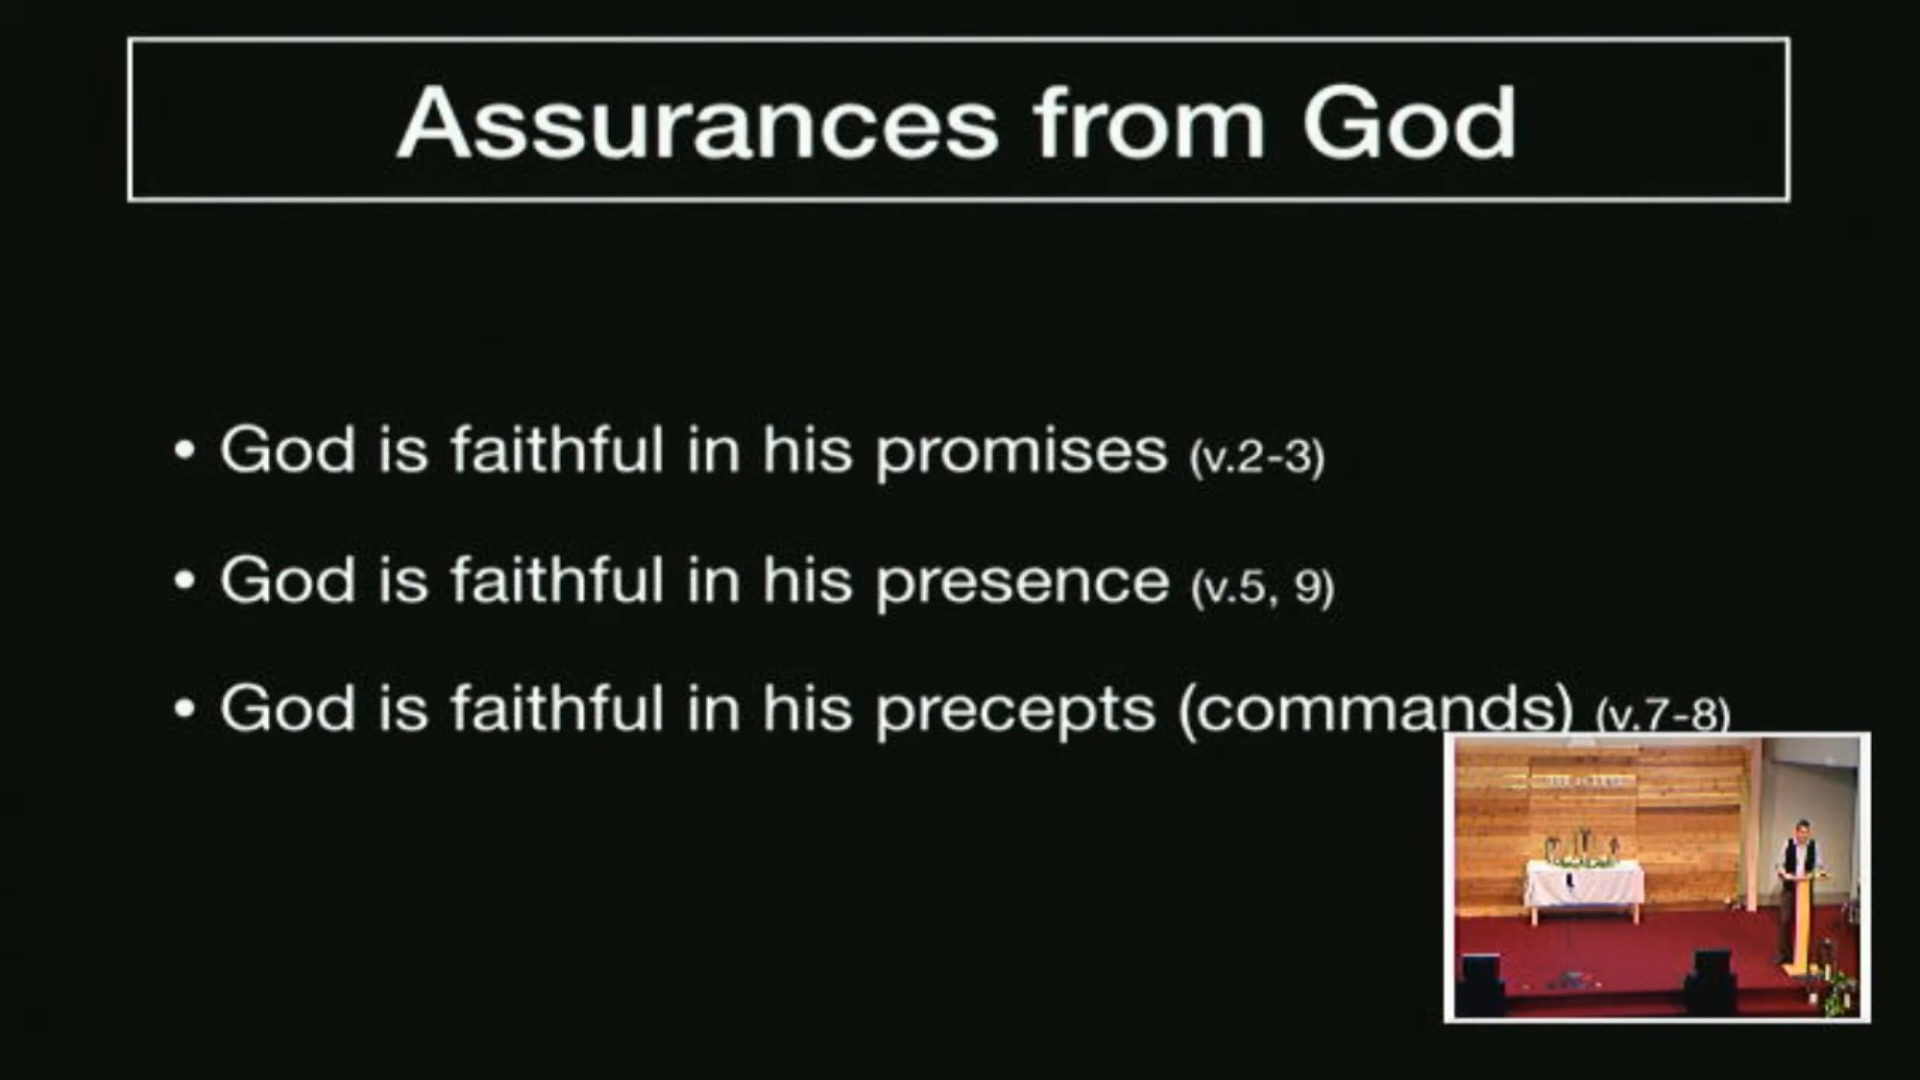 Assurances from God
• God is faithful in his promises (v.2-3)
• God is faithful in his presence (v.5, 9)
• God is faithful in his precepts (commands) (v.7-8)